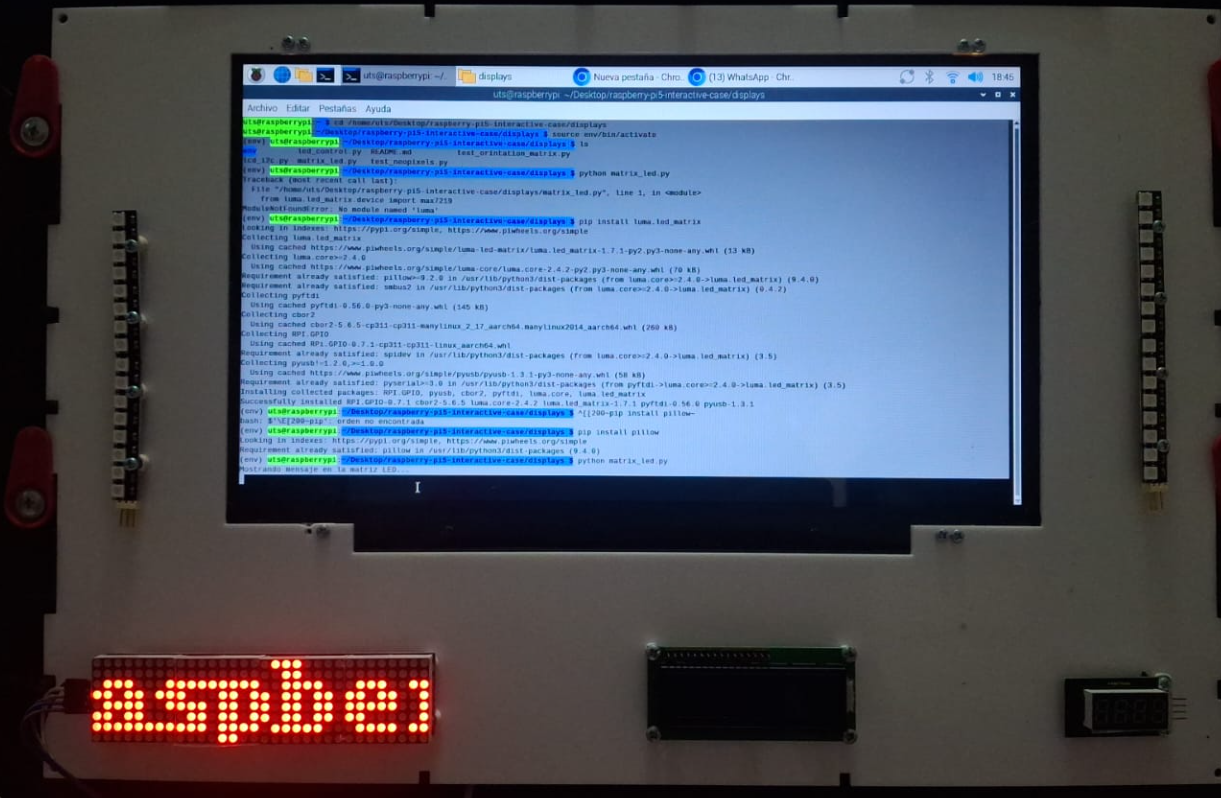 uts@raspberrypi: ~/.. displays Nueva pestaña - Chro.. (13) WhatsApp - Chr.. 18:45
uts@raspberrypi: ~/Desktop/raspberry-pi5-interactive-case/displays
Archivo Editar Pestañas Ayuda
uts@raspberrypi:~ $ cd /home/uts/Desktop/raspberry-pi5-interactive-case/displays
uts@raspberrypi:~/Desktop/raspberry-pi5-interactive-case/displays $ source env/bin/activate
(env) uts@raspberrypi:~/Desktop/raspberry-pi5-interactive-case/displays $ ls
env led_control.py README.md test_orintation_matrix.py
lcd_i2c.py matrix_led.py test_neopixels.py
(env) uts@raspberrypi:~/Desktop/raspberry-pi5-interactive-case/displays $ python matrix_led.py
Traceback (most recent call last):
File "/home/uts/Desktop/raspberry-pi5-interactive-case/displays/matrix_led.py", line 1, in <module>
from luma.led_matrix.device import max7219
ModuleNotFoundError: No module named 'luma'
(env) uts@raspberrypi:~/Desktop/raspberry-pi5-interactive-case/displays $ pip install luma.led_matrix
Looking in indexes: https://pypi.org/simple, https://www.piwheels.org/simple
Collecting luma.led_matrix
Using cached https://www.piwheels.org/simple/luma-led-matrix/luma.led_matrix-1.7.1-py2.py3-none-any.whl (13 kB)
Collecting luma.core>=2.4.0
Using cached https://www.piwheels.org/simple/luma-core/luma.core-2.4.2-py2.py3-none-any.whl (70 kB)
Requirement already satisfied: pillow>=9.2.0 in /usr/lib/python3/dist-packages (from luma.core>=2.4.0->luma.led_matrix) (9.4.0)
Requirement already satisfied: smbus2 in /usr/lib/python3/dist-packages (from luma.core>=2.4.0->luma.led_matrix) (0.4.2)
Collecting pyftdi
Using cached pyftdi-0.56.0-py3-none-any.whl (145 kB)
Collecting cbor2
Using cached cbor2-5.6.5-cp311-cp311-manylinux_2_17_aarch64.manylinux2014_aarch64.whl (260 kB)
Collecting RPI.GPIO
Using cached RPi.GPIO-0.7.1-cp311-cp311-linux_aarch64.whl
Requirement already satisfied: spidev in /usr/lib/python3/dist-packages (from luma.core>=2.4.0->luma.led_matrix) (3.5)
Collecting pyusb!=1.2.0,>=1.0.0
Using cached https://www.piwheels.org/simple/pyusb/pyusb-1.3.1-py3-none-any.whl (58 kB)
Requirement already satisfied: pyserial>=3.0 in /usr/lib/python3/dist-packages (from pyftdi->luma.core>=2.4.0->luma.led_matrix) (3.5)
Installing collected packages: RPI.GPIO, pyusb, cbor2, pyftdi, luma.core, luma.led_matrix
Successfully installed RPI.GPIO-0.7.1 cbor2-5.6.5 luma.core-2.4.2 luma.led_matrix-1.7.1 pyftdi-0.56.0 pyusb-1.3.1
(env) uts@raspberrypi:~/Desktop/raspberry-pi5-interactive-case/displays $ ^[[200~pip install pillow~
bash: $'\E[200~pip': orden no encontrada
(env) uts@raspberrypi:~/Desktop/raspberry-pi5-interactive-case/displays $ pip install pillow
Looking in indexes: https://pypi.org/simple, https://www.piwheels.org/simple
Requirement already satisfied: pillow in /usr/lib/python3/dist-packages (9.4.0)
(env) uts@raspberrypi:~/Desktop/raspberry-pi5-interactive-case/displays $ python matrix_led.py
Mostrando mensaje en la matriz LED...
aspbe